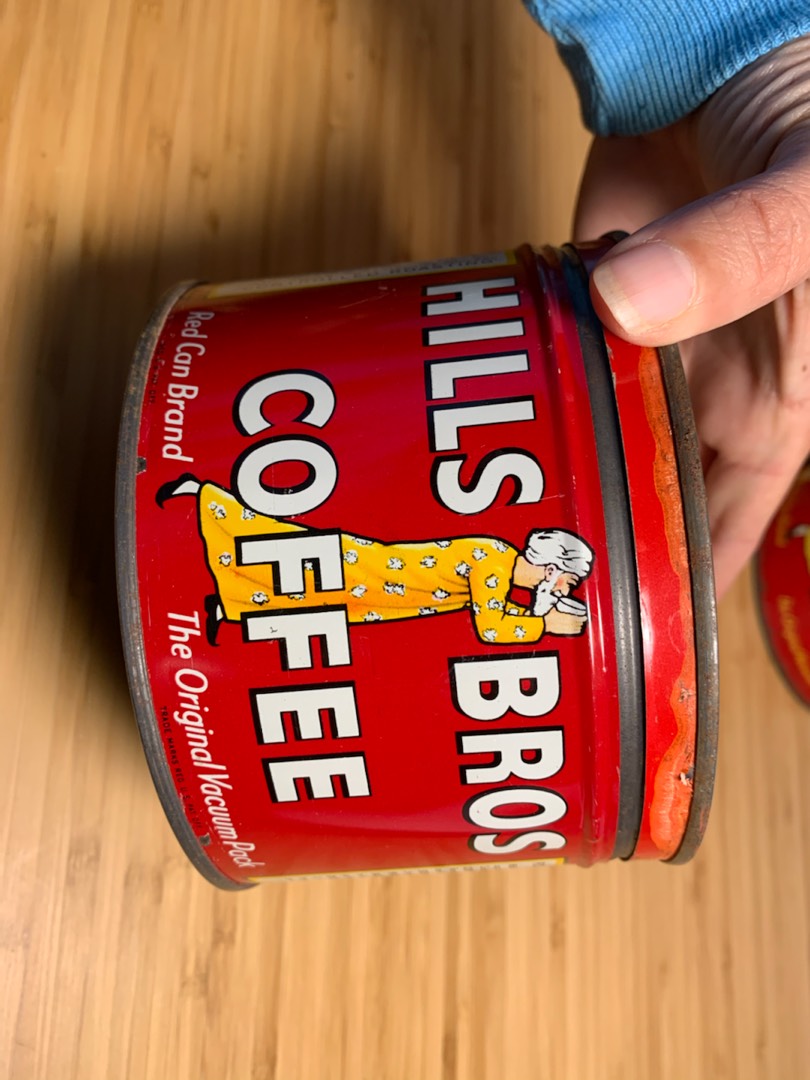 HILLS BROS
COFFEE
Red Can Brand
The Original Vacuum Pack